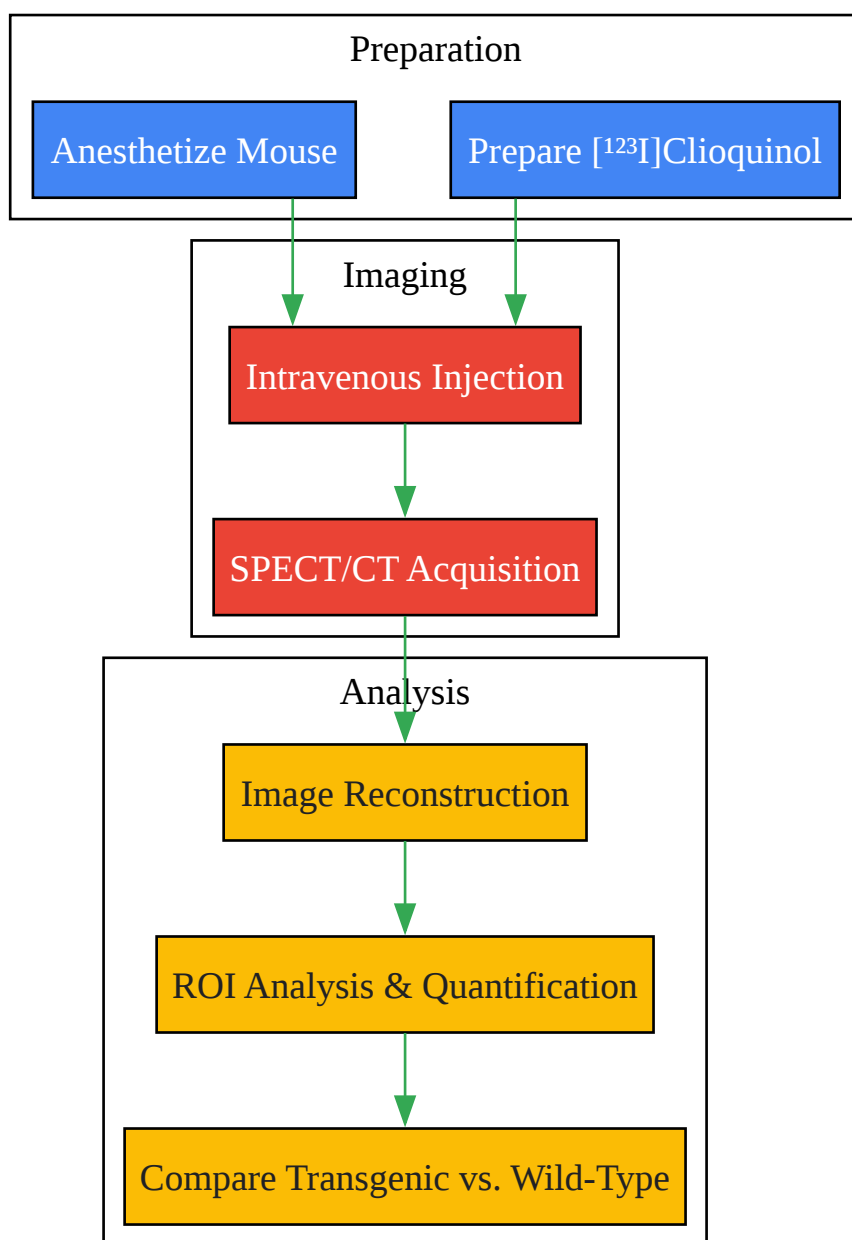 Preparation
Anesthetize Mouse
Prepare [¹²³I]Clioquinol
Imaging
Intravenous Injection
SPECT/CT Acquisition
Analysis
Image Reconstruction
ROI Analysis & Quantification
Compare Transgenic vs. Wild-Type